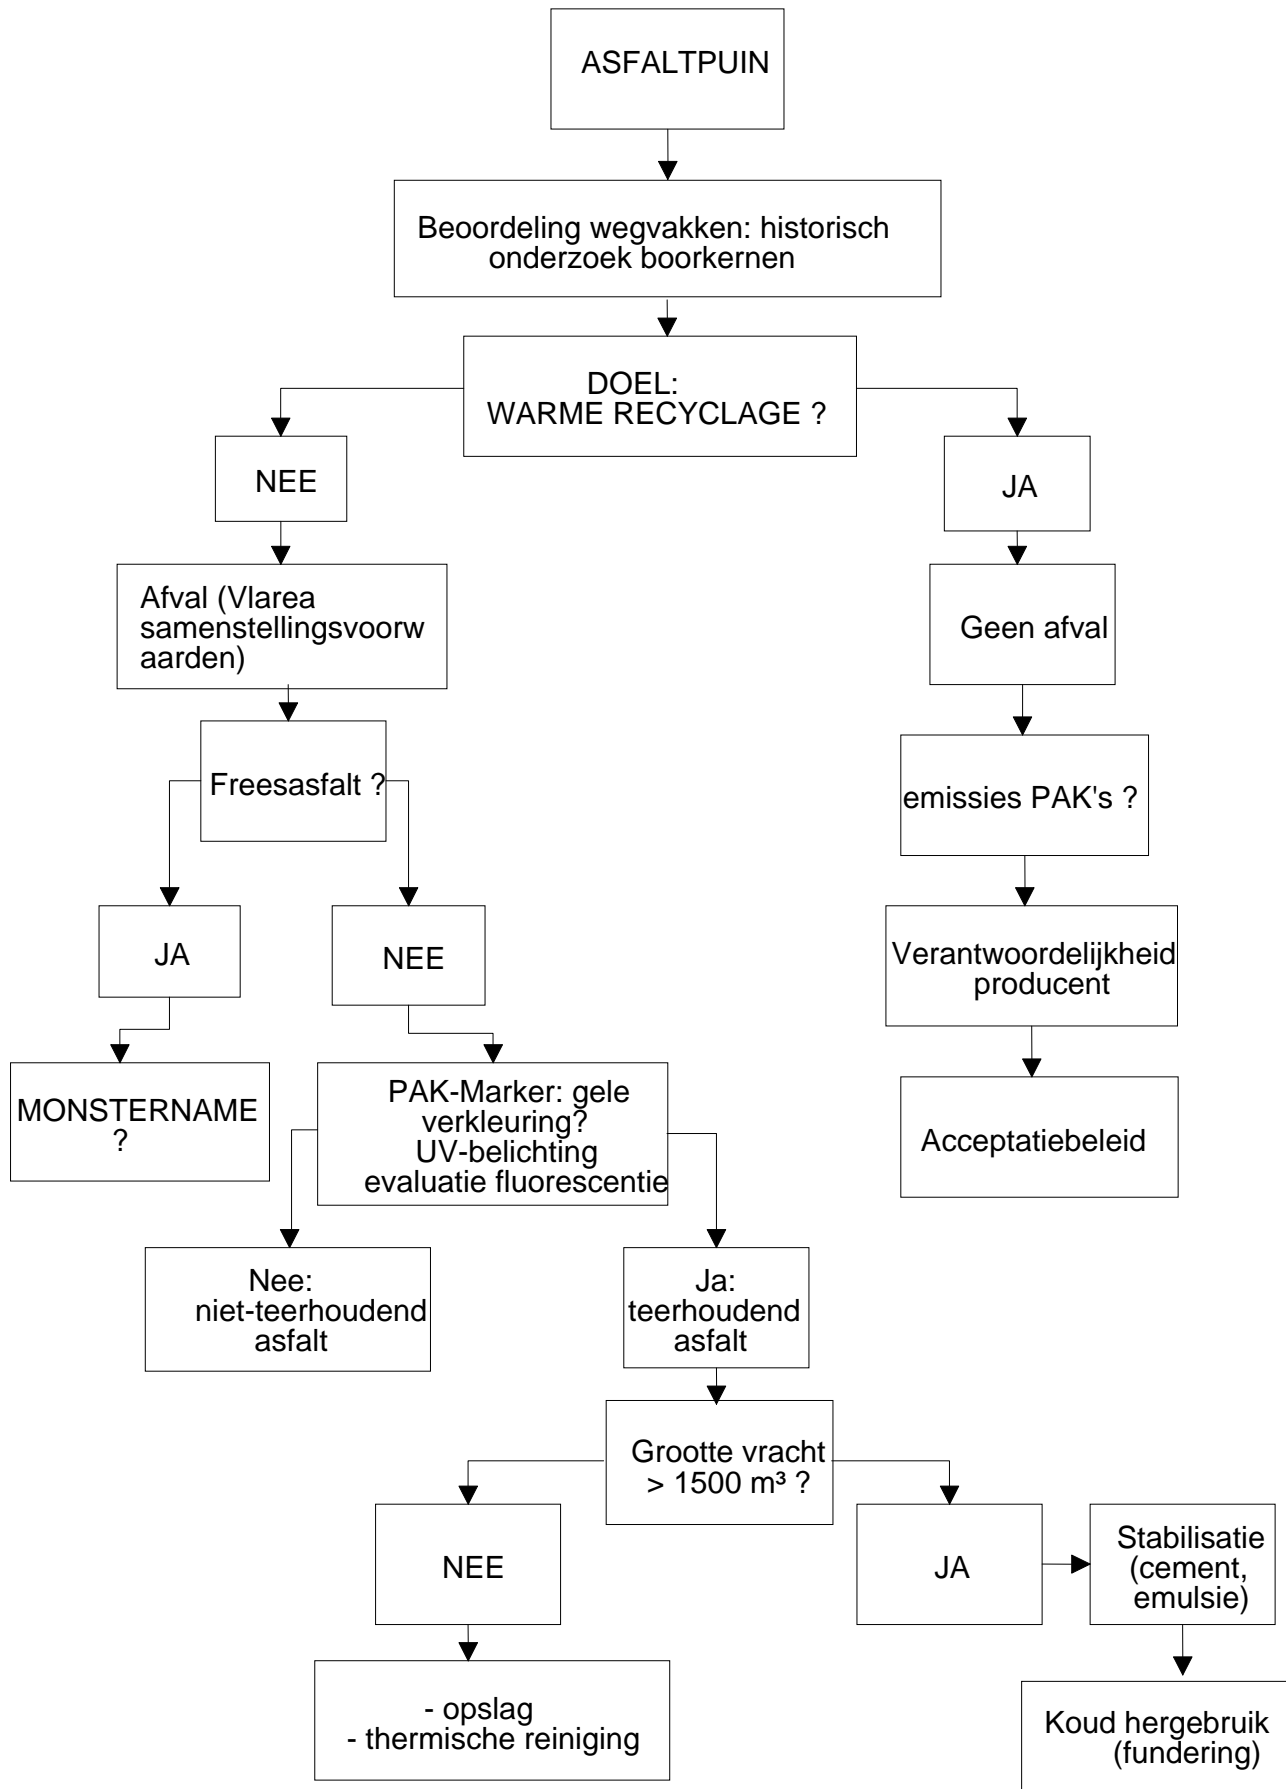 ASFALTPUIN
Beoordeling wegvakken: historisch
onderzoek boorkernen
DOEL:
WARME RECYCLAGE ?
NEE
JA
Afval (Vlarea
samenstellingsvoorw
aarden)
Geen afval
Freesasfalt ?
emissies PAK's ?
JA
NEE
Verantwoordelijkheid
producent
MONSTERNAME
?
PAK-Marker: gele
verkleuring?
UV-belichting
evaluatie fluorescentie
Acceptatiebeleid
Nee:
niet-teerhoudend
asfalt
Ja:
teerhoudend
asfalt
Grootte vracht
> 1500 m³ ?
NEE
JA
Stabilisatie
(cement,
emulsie)
- opslag
- thermische reiniging
Koud hergebruik
(fundering)